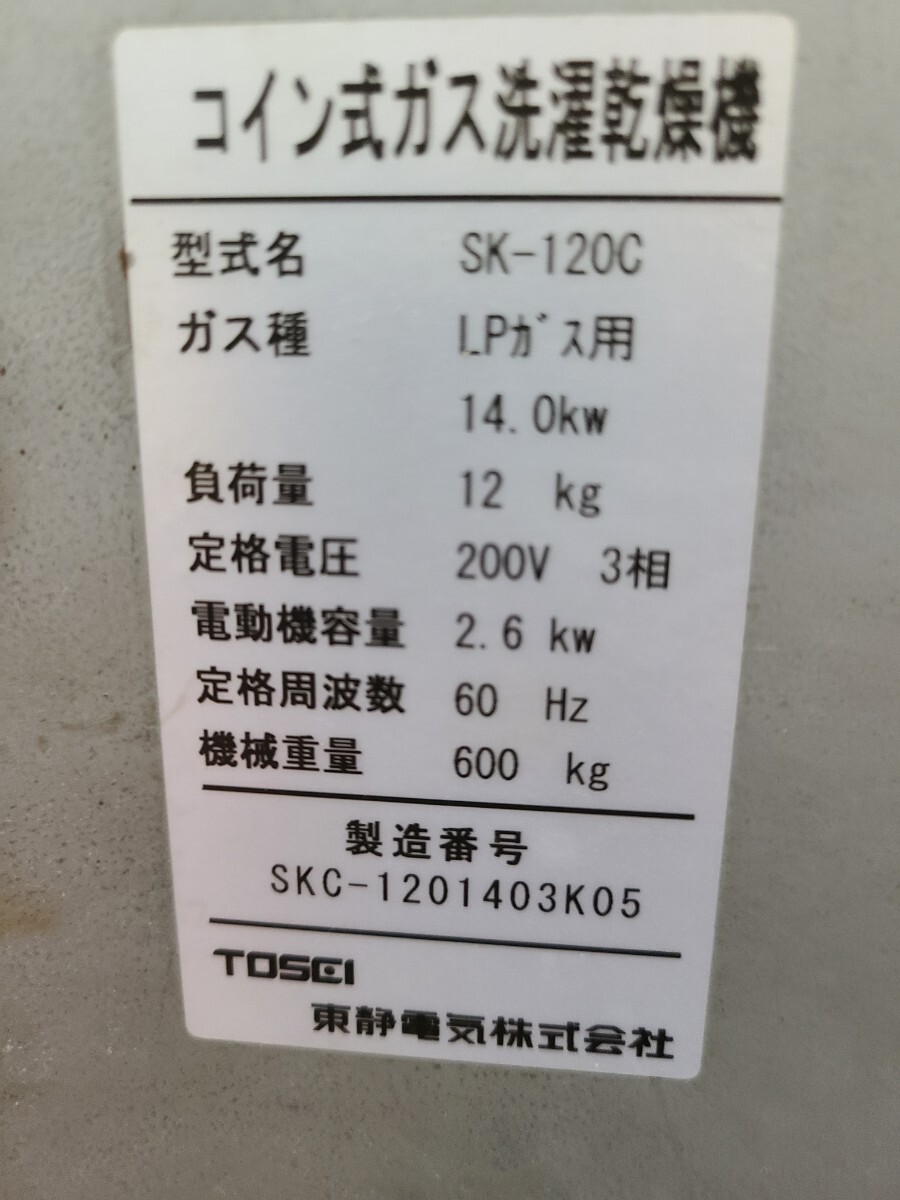 コイン式ガス洗濯乾燥機
型式名 SK-120C
ガス種 LPガス用
14.0kw
負荷量 12 kg
定格電圧 200V 3相
電動機容量 2.6 kw
定格周波数 60 Hz
機械重量 600 kg
製造番号
SKC-1201403K05
TOSEI
東静電気株式会社